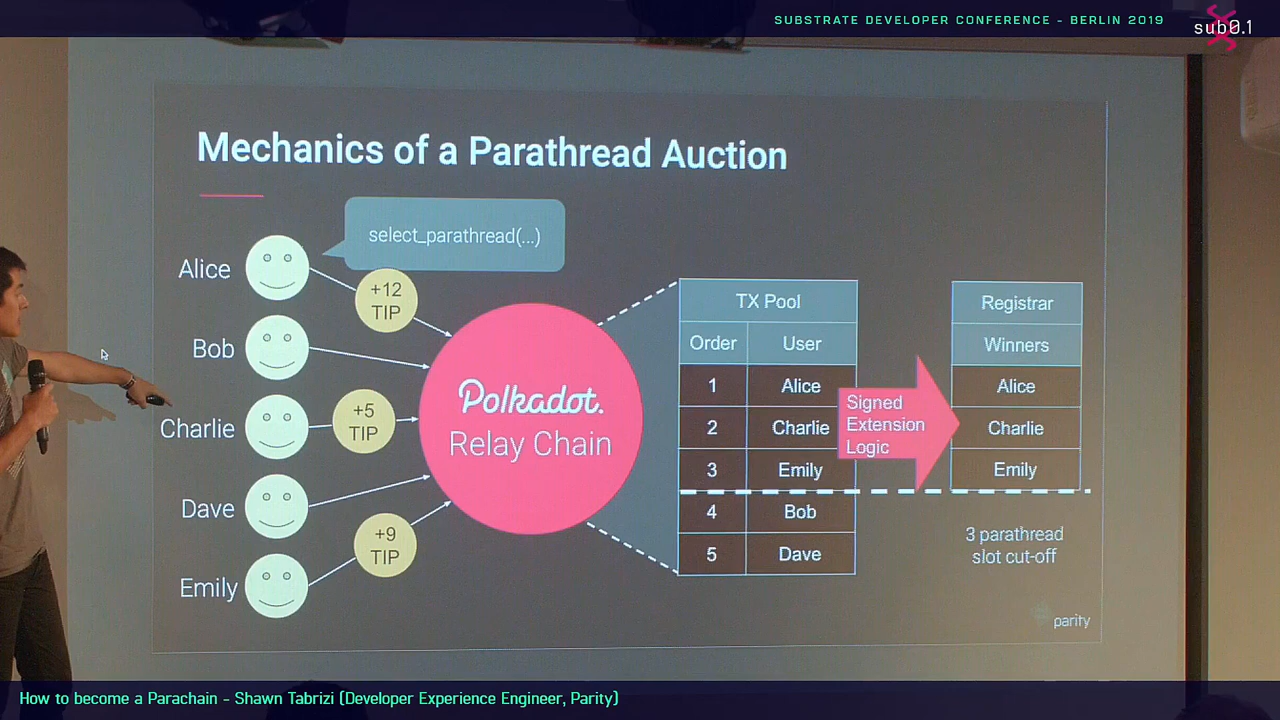 SUBSTRATE DEVELOPER CONFERENCE - BERLIN 2019
sub0.1
Mechanics of a Parathread Auction
select_parathread(...)
Alice
+12
TIP
Bob
Charlie
+5
TIP
Dave
+9
TIP
Emily
Polkadot.
Relay Chain
TX Pool
Order User
1 Alice
2 Charlie
3 Emily
4 Bob
5 Dave
Signed
Extension
Logic
Registrar
Winners
Alice
Charlie
Emily
3 parathread
slot cut-off
parity
How to become a Parachain - Shawn Tabrizi (Developer Experience Engineer, Parity)